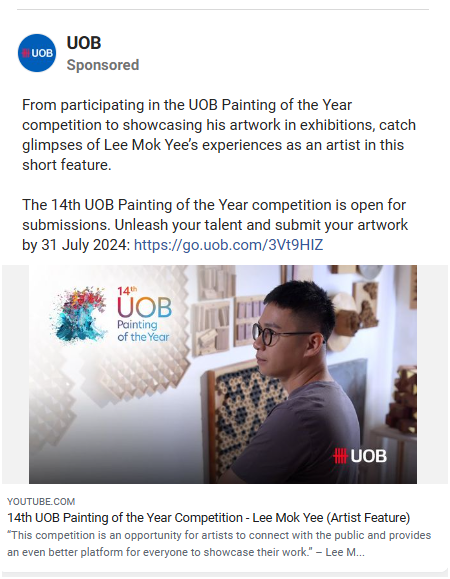 UOB
UOB
Sponsored
From participating in the UOB Painting of the Year
competition to showcasing his artwork in exhibitions, catch
glimpses of Lee Mok Yee's experiences as an artist in this
short feature.
The 14th UOB Painting of the Year competition is open for
submissions. Unleash your talent and submit your artwork
by 31 July 2024: https://go.uob.com/3Vt9HIZ
14th
UOB
Painting
of the Year
UOB
YOUTUBE.COM
14th UOB Painting of the Year Competition - Lee Mok Yee (Artist Feature)
"This competition is an opportunity for artists to connect with the public and provides
an even better platform for everyone to showcase their work." – Lee M...